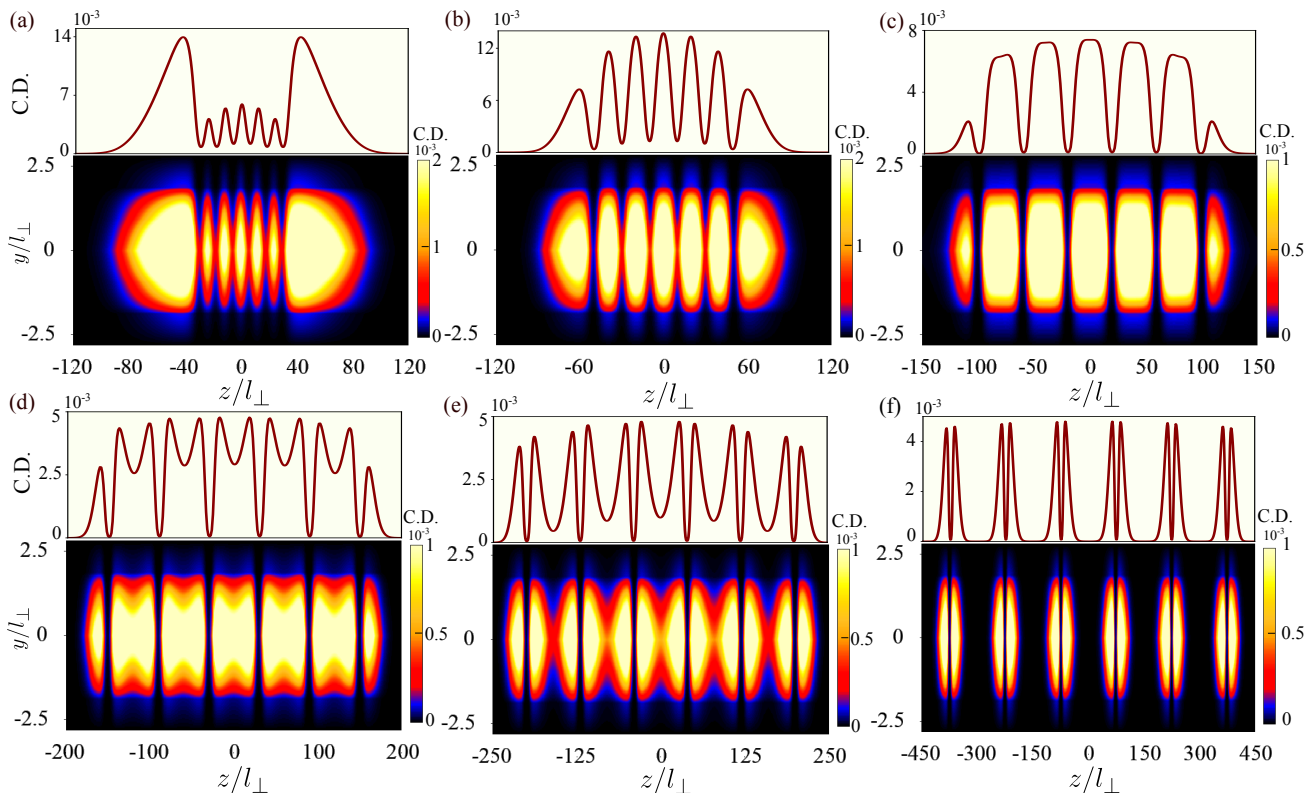 (a) (b) (c)
10⁻³ 10⁻³ 10⁻³
C.D.
14
7
0
12
6
0
8
4
0
C.D. C.D. C.D.
10⁻³ 10⁻³ 10⁻³
2 2 1
1 1 0.5
0 0 0
y/l⊥
2.5 2.5 2.5
0 0 0
-2.5 -2.5 -2.5
-120 -80 -40 0 40 80 120
-120 -60 0 60 120
-150 -100 -50 0 50 100 150
z/l⊥ z/l⊥ z/l⊥
(d) (e) (f)
10⁻³ 10⁻³ 10⁻³
C.D.
5
2.5
0
5
2.5
0
4
2
0
C.D. C.D. C.D.
10⁻³ 10⁻³ 10⁻³
1 1 1
0.5 0.5 0.5
0 0 0
y/l⊥
2.5 2.5 2.5
0 0 0
-2.5 -2.5 -2.5
-200 -100 0 100 200
-250 -125 0 125 250
-450 -300 -150 0 150 300 450
z/l⊥ z/l⊥ z/l⊥